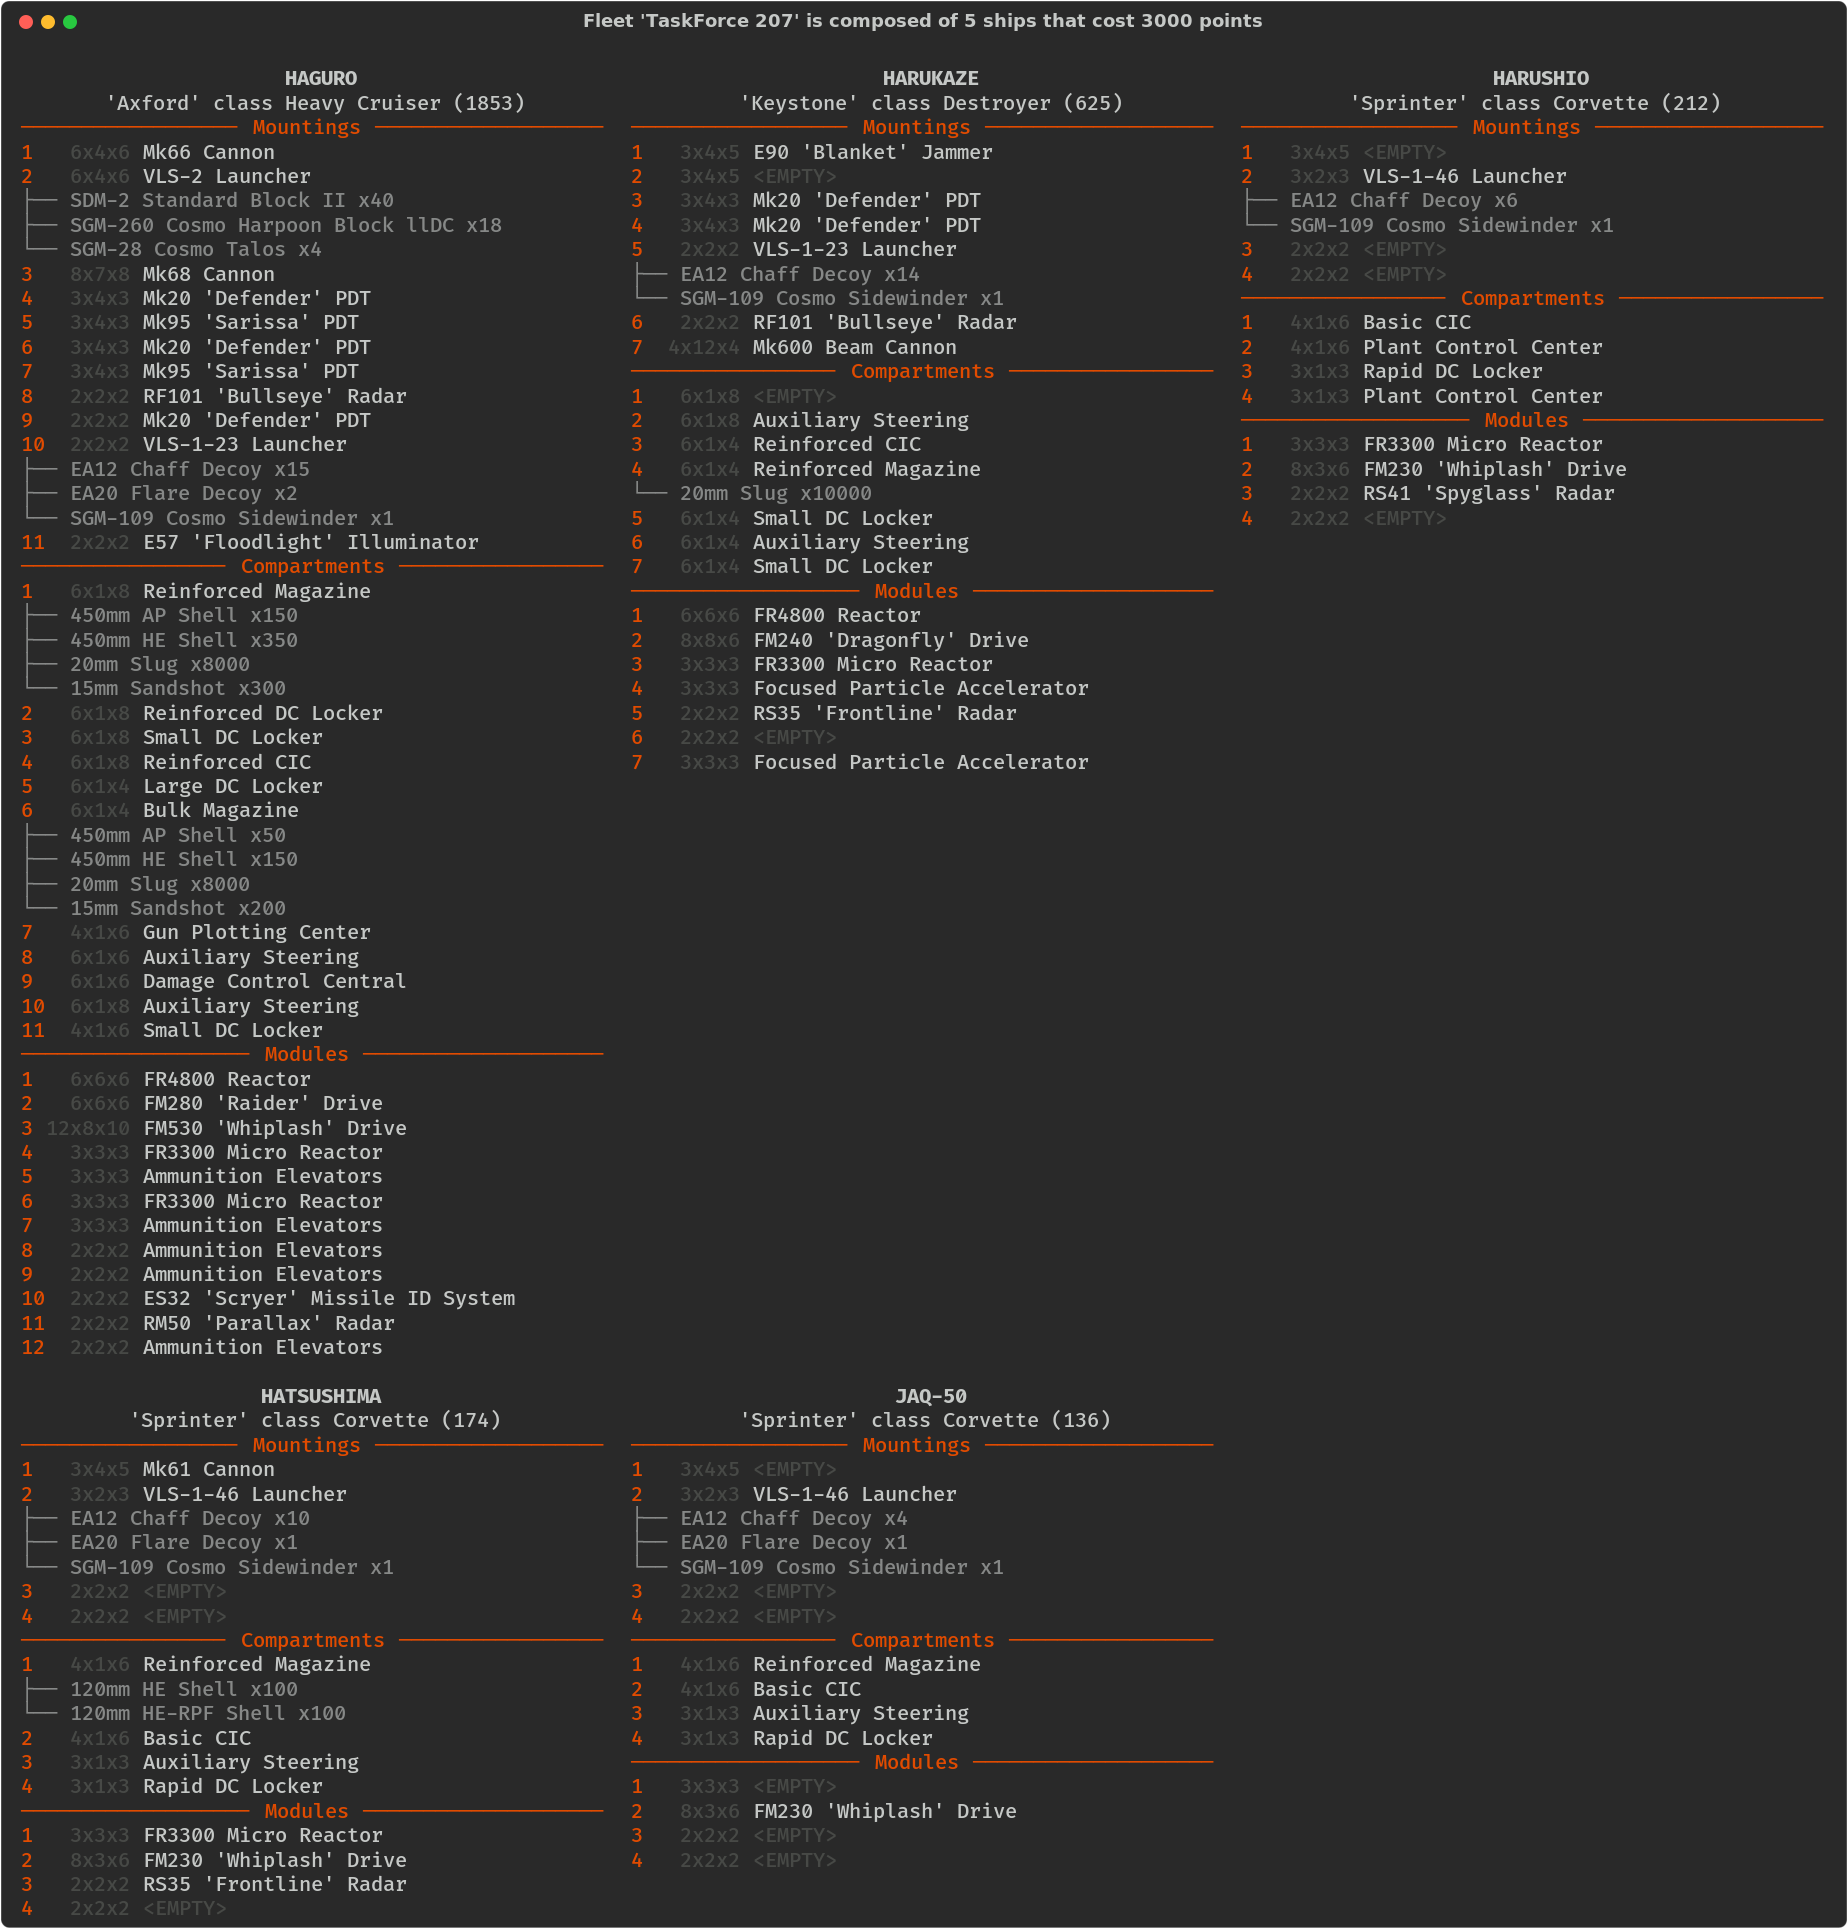 Fleet 'TaskForce 207' is composed of 5 ships that cost 3000 points
HAGURO
'Axford' class Heavy Cruiser (1853)
Mountings
1 6x4x6 Mk66 Cannon
2 6x4x6 VLS-2 Launcher
├── SDM-2 Standard Block II x40
├── SGM-260 Cosmo Harpoon Block llDC x18
└── SGM-28 Cosmo Talos x4
3 8x7x8 Mk68 Cannon
4 3x4x3 Mk20 'Defender' PDT
5 3x4x3 Mk95 'Sarissa' PDT
6 3x4x3 Mk20 'Defender' PDT
7 3x4x3 Mk95 'Sarissa' PDT
8 2x2x2 RF101 'Bullseye' Radar
9 2x2x2 Mk20 'Defender' PDT
10 2x2x2 VLS-1-23 Launcher
├── EA12 Chaff Decoy x15
├── EA20 Flare Decoy x2
└── SGM-109 Cosmo Sidewinder x1
11 2x2x2 E57 'Floodlight' Illuminator
Compartments
1 6x1x8 Reinforced Magazine
├── 450mm AP Shell x150
├── 450mm HE Shell x350
├── 20mm Slug x8000
└── 15mm Sandshot x300
2 6x1x8 Reinforced DC Locker
3 6x1x8 Small DC Locker
4 6x1x8 Reinforced CIC
5 6x1x4 Large DC Locker
6 6x1x4 Bulk Magazine
├── 450mm AP Shell x50
├── 450mm HE Shell x150
├── 20mm Slug x8000
└── 15mm Sandshot x200
7 4x1x6 Gun Plotting Center
8 6x1x6 Auxiliary Steering
9 6x1x6 Damage Control Central
10 6x1x8 Auxiliary Steering
11 4x1x6 Small DC Locker
Modules
1 6x6x6 FR4800 Reactor
2 6x6x6 FM280 'Raider' Drive
3 12x8x10 FM530 'Whiplash' Drive
4 3x3x3 FR3300 Micro Reactor
5 3x3x3 Ammunition Elevators
6 3x3x3 FR3300 Micro Reactor
7 3x3x3 Ammunition Elevators
8 2x2x2 Ammunition Elevators
9 2x2x2 Ammunition Elevators
10 2x2x2 ES32 'Scryer' Missile ID System
11 2x2x2 RM50 'Parallax' Radar
12 2x2x2 Ammunition Elevators
HARUKAZE
'Keystone' class Destroyer (625)
Mountings
1 3x4x5 E90 'Blanket' Jammer
2 3x4x5 <EMPTY>
3 3x4x3 Mk20 'Defender' PDT
4 3x4x3 Mk20 'Defender' PDT
5 2x2x2 VLS-1-23 Launcher
├── EA12 Chaff Decoy x14
└── SGM-109 Cosmo Sidewinder x1
6 2x2x2 RF101 'Bullseye' Radar
7 4x12x4 Mk600 Beam Cannon
Compartments
1 6x1x8 <EMPTY>
2 6x1x8 Auxiliary Steering
3 6x1x4 Reinforced CIC
4 6x1x4 Reinforced Magazine
└── 20mm Slug x10000
5 6x1x4 Small DC Locker
6 6x1x4 Auxiliary Steering
7 6x1x4 Small DC Locker
Modules
1 6x6x6 FR4800 Reactor
2 8x8x6 FM240 'Dragonfly' Drive
3 3x3x3 FR3300 Micro Reactor
4 3x3x3 Focused Particle Accelerator
5 2x2x2 RS35 'Frontline' Radar
6 2x2x2 <EMPTY>
7 3x3x3 Focused Particle Accelerator
HARUSHIO
'Sprinter' class Corvette (212)
Mountings
1 3x4x5 <EMPTY>
2 3x2x3 VLS-1-46 Launcher
├── EA12 Chaff Decoy x6
└── SGM-109 Cosmo Sidewinder x1
3 2x2x2 <EMPTY>
4 2x2x2 <EMPTY>
Compartments
1 4x1x6 Basic CIC
2 4x1x6 Plant Control Center
3 3x1x3 Rapid DC Locker
4 3x1x3 Plant Control Center
Modules
1 3x3x3 FR3300 Micro Reactor
2 8x3x6 FM230 'Whiplash' Drive
3 2x2x2 RS41 'Spyglass' Radar
4 2x2x2 <EMPTY>
HATSUSHIMA
'Sprinter' class Corvette (174)
Mountings
1 3x4x5 Mk61 Cannon
2 3x2x3 VLS-1-46 Launcher
├── EA12 Chaff Decoy x10
├── EA20 Flare Decoy x1
└── SGM-109 Cosmo Sidewinder x1
3 2x2x2 <EMPTY>
4 2x2x2 <EMPTY>
Compartments
1 4x1x6 Reinforced Magazine
├── 120mm HE Shell x100
└── 120mm HE-RPF Shell x100
2 4x1x6 Basic CIC
3 3x1x3 Auxiliary Steering
4 3x1x3 Rapid DC Locker
Modules
1 3x3x3 FR3300 Micro Reactor
2 8x3x6 FM230 'Whiplash' Drive
3 2x2x2 RS35 'Frontline' Radar
4 2x2x2 <EMPTY>
JAQ-50
'Sprinter' class Corvette (136)
Mountings
1 3x4x5 <EMPTY>
2 3x2x3 VLS-1-46 Launcher
├── EA12 Chaff Decoy x4
├── EA20 Flare Decoy x1
└── SGM-109 Cosmo Sidewinder x1
3 2x2x2 <EMPTY>
4 2x2x2 <EMPTY>
Compartments
1 4x1x6 Reinforced Magazine
2 4x1x6 Basic CIC
3 3x1x3 Auxiliary Steering
4 3x1x3 Rapid DC Locker
Modules
1 3x3x3 <EMPTY>
2 8x3x6 FM230 'Whiplash' Drive
3 2x2x2 <EMPTY>
4 2x2x2 <EMPTY>